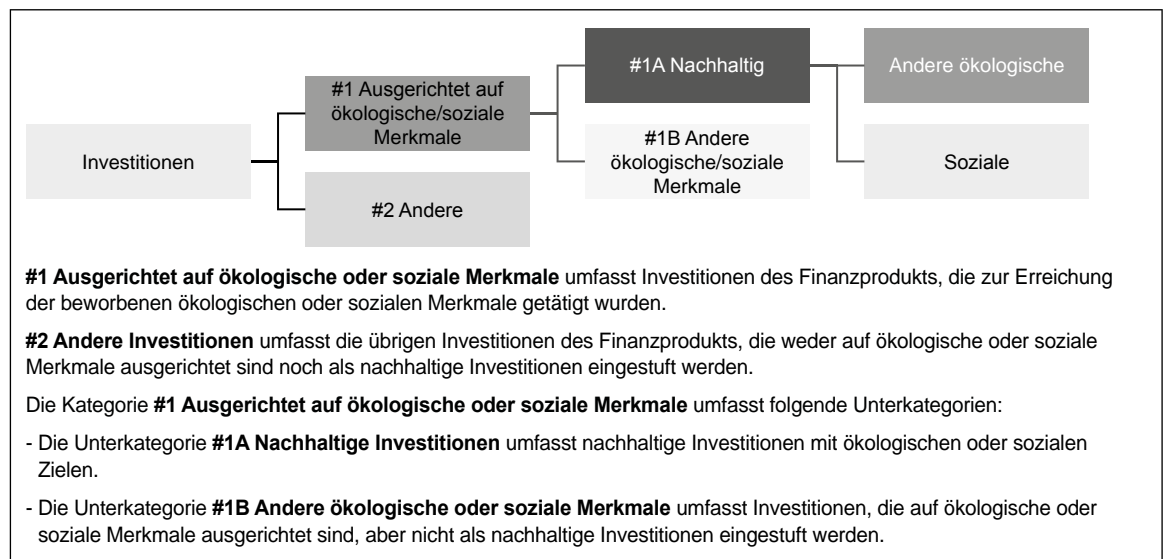 Investitionen
#1 Ausgerichtet auf
ökologische/soziale
Merkmale
#2 Andere
#1A Nachhaltig
#1B Andere
ökologische/soziale
Merkmale
Andere ökologische
Soziale
#1 Ausgerichtet auf ökologische oder soziale Merkmale umfasst Investitionen des Finanzprodukts, die zur Erreichung
der beworbenen ökologischen oder sozialen Merkmale getätigt wurden.
#2 Andere Investitionen umfasst die übrigen Investitionen des Finanzprodukts, die weder auf ökologische oder soziale
Merkmale ausgerichtet sind noch als nachhaltige Investitionen eingestuft werden.
Die Kategorie #1 Ausgerichtet auf ökologische oder soziale Merkmale umfasst folgende Unterkategorien:
- Die Unterkategorie #1A Nachhaltige Investitionen umfasst nachhaltige Investitionen mit ökologischen oder sozialen
Zielen.
- Die Unterkategorie #1B Andere ökologische oder soziale Merkmale umfasst Investitionen, die auf ökologische oder
soziale Merkmale ausgerichtet sind, aber nicht als nachhaltige Investitionen eingestuft werden.